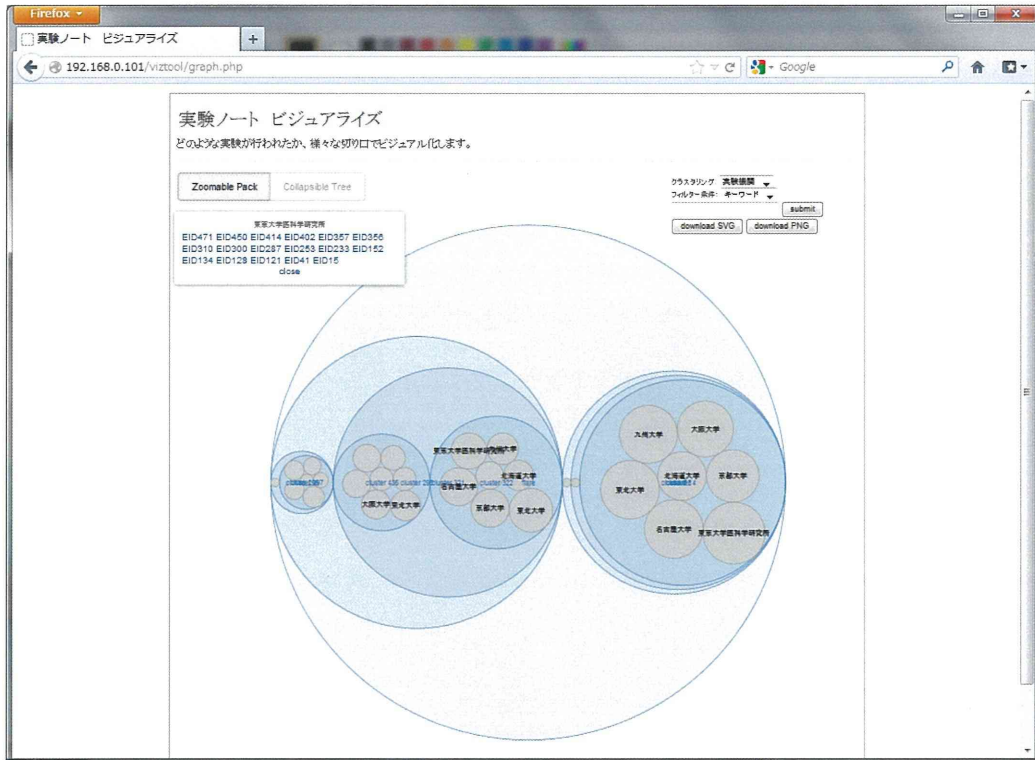 Firefox
実験ノート ビジュアライズ
+
192.168.0.101/viztool/graph.php
Google
実験ノート ビジュアライズ
どのような実験が行われたか、様々な切り口でビジュアル化します。
Zoomable Pack
Collapsible Tree
クラスタリング 実験機関
フィルター条件: キーワード
submit
download SVG
download PNG
東京大学医科学研究所
EID471 EID450 EID414 EID402 EID357 EID356
EID310 EID300 EID287 EID253 EID233 EID152
EID134 EID128 EID121 EID41 EID15
close
九州大学
大阪大学
東京大学医科学研究所
北海道大学
北海道大学
京都大学
cluster 322
名古屋大学
東北大学
大阪大学
東北大学
京都大学
東北大学
名古屋大学
東京大学医科学研究所